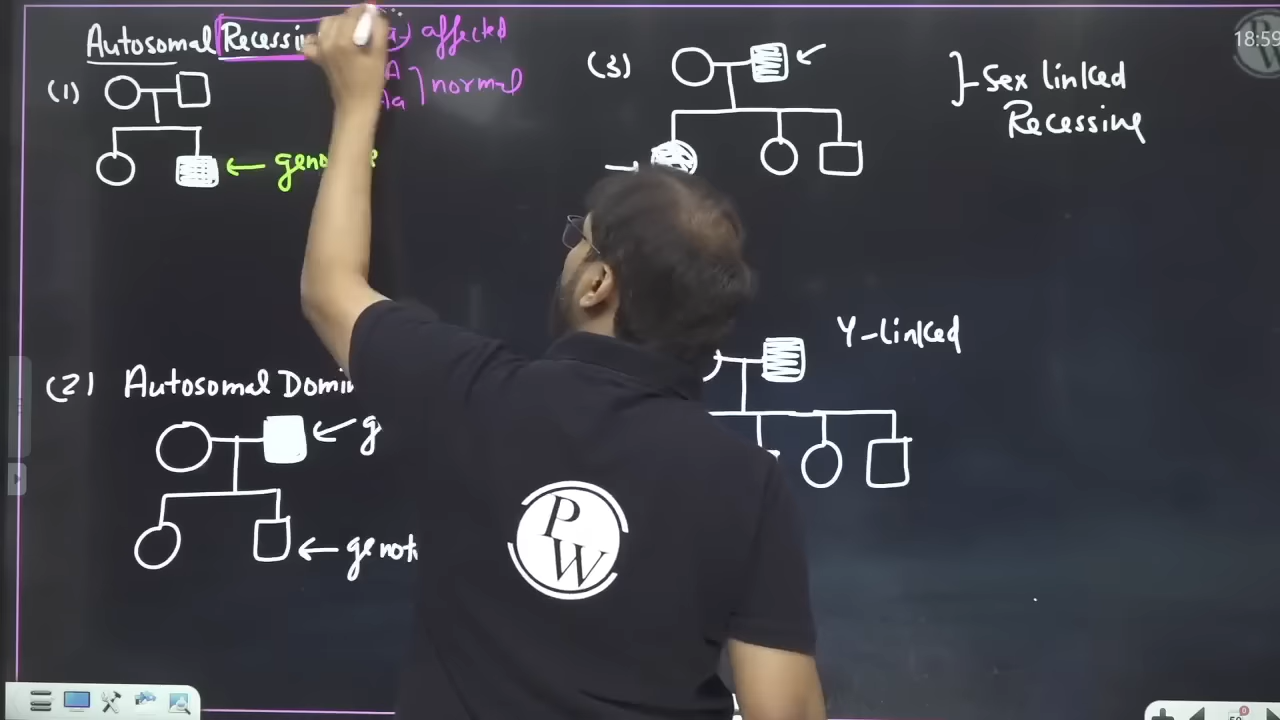 Autosomal
affected
normal
(1)
(2) Autosomal
(3)
}-Sex linked
Recessive
Y-linked
18:59
P
W